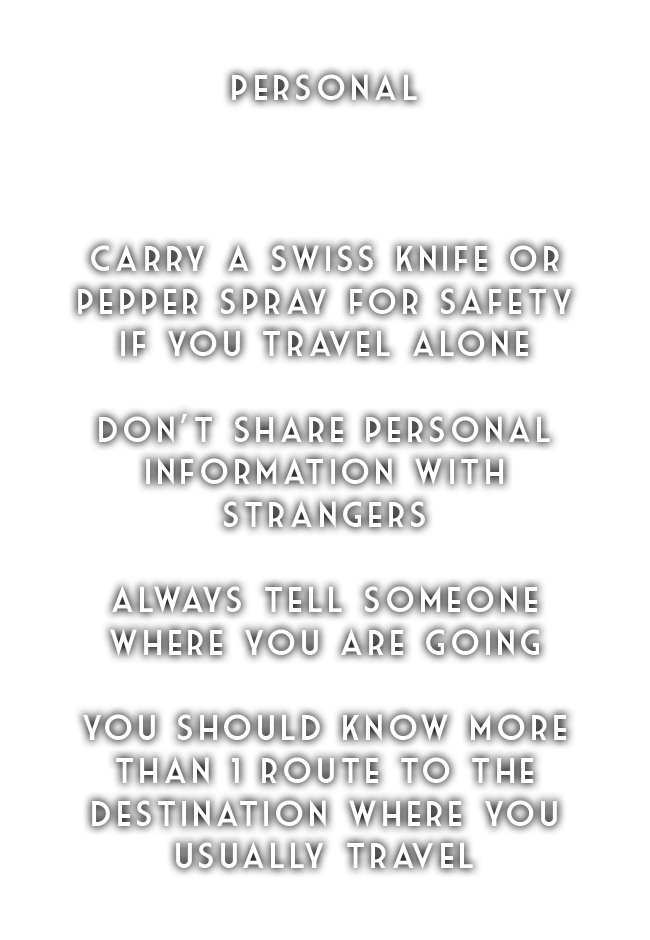 PERSONAL
CARRY A SWISS KNIFE OR
PEPPER SPRAY FOR SAFETY
IF YOU TRAVEL ALONE
DON'T SHARE PERSONAL
INFORMATION WITH
STRANGERS
ALWAYS TELL SOMEONE
WHERE YOU ARE GOING
YOU SHOULD KNOW MORE
THAN 1 ROUTE TO THE
DESTINATION WHERE YOU
USUALLY TRAVEL